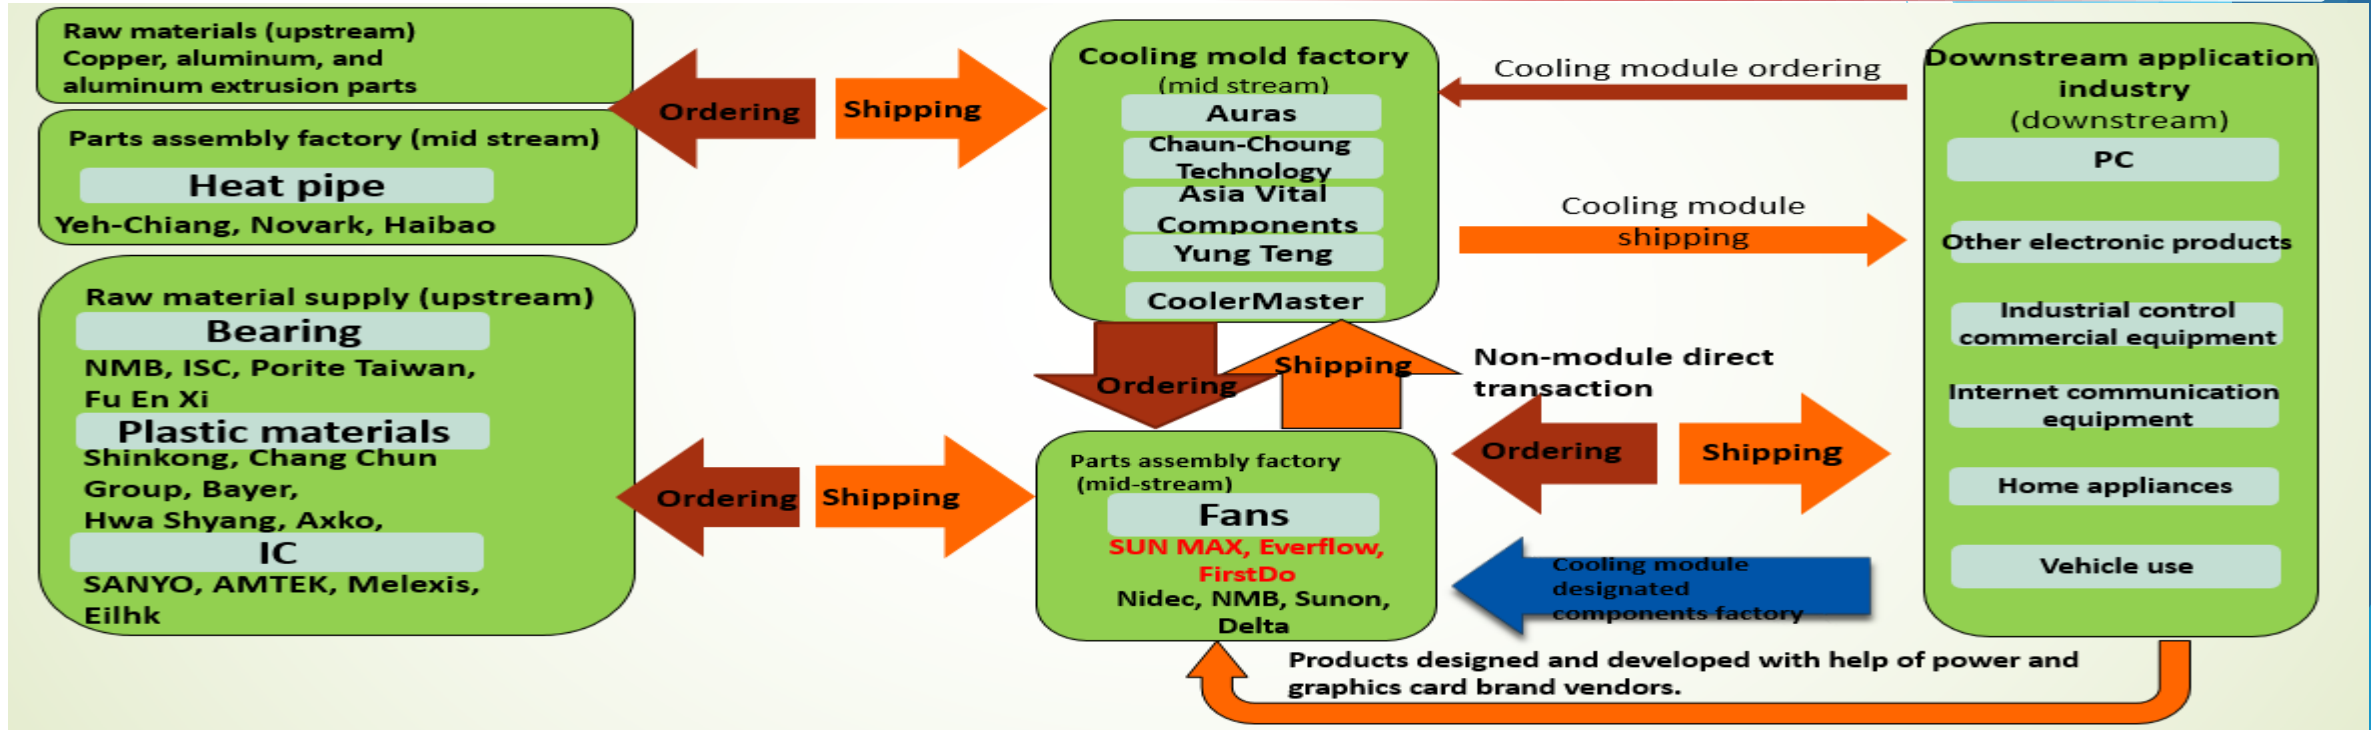 Raw materials (upstream)
Copper, aluminum, and
aluminum extrusion parts
Parts assembly factory (mid stream)
Heat pipe
Yeh-Chiang, Novark, Haibao
Raw material supply (upstream)
Bearing
NMB, ISC, Porite Taiwan,
Fu En Xi
Plastic materials
Shinkong, Chang Chun
Group, Bayer,
Hwa Shyang, Axko,
IC
SANYO, AMTEK, Melexis,
Eilhk
Ordering
Shipping
Ordering
Shipping
Cooling mold factory
(mid stream)
Auras
Chaun-Choung
Technology
Asia Vital
Components
Yung Teng
CoolerMaster
Ordering
Shipping
Parts assembly factory
(mid-stream)
Fans
SUN MAX, Everflow,
FirstDo
Nidec, NMB, Sunon,
Delta
Cooling module ordering
Cooling module
shipping
Non-module direct
transaction
Ordering
Shipping
Cooling module
designated
components factory
Products designed and developed with help of power and
graphics card brand vendors.
Downstream application
industry
(downstream)
PC
Other electronic products
Industrial control
commercial equipment
Internet communication
equipment
Home appliances
Vehicle use